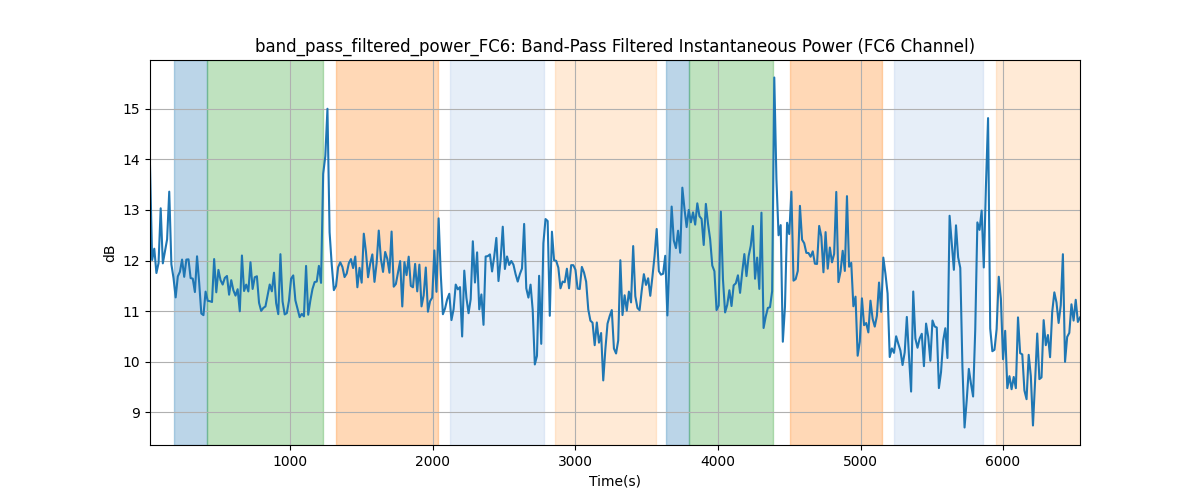 band_pass_filtered_power_FC6: Band-Pass Filtered Instantaneous Power (FC6 Channel)
15
14
13
12
11
10
9
dB
1000 2000 3000 4000 5000 6000
Time(s)